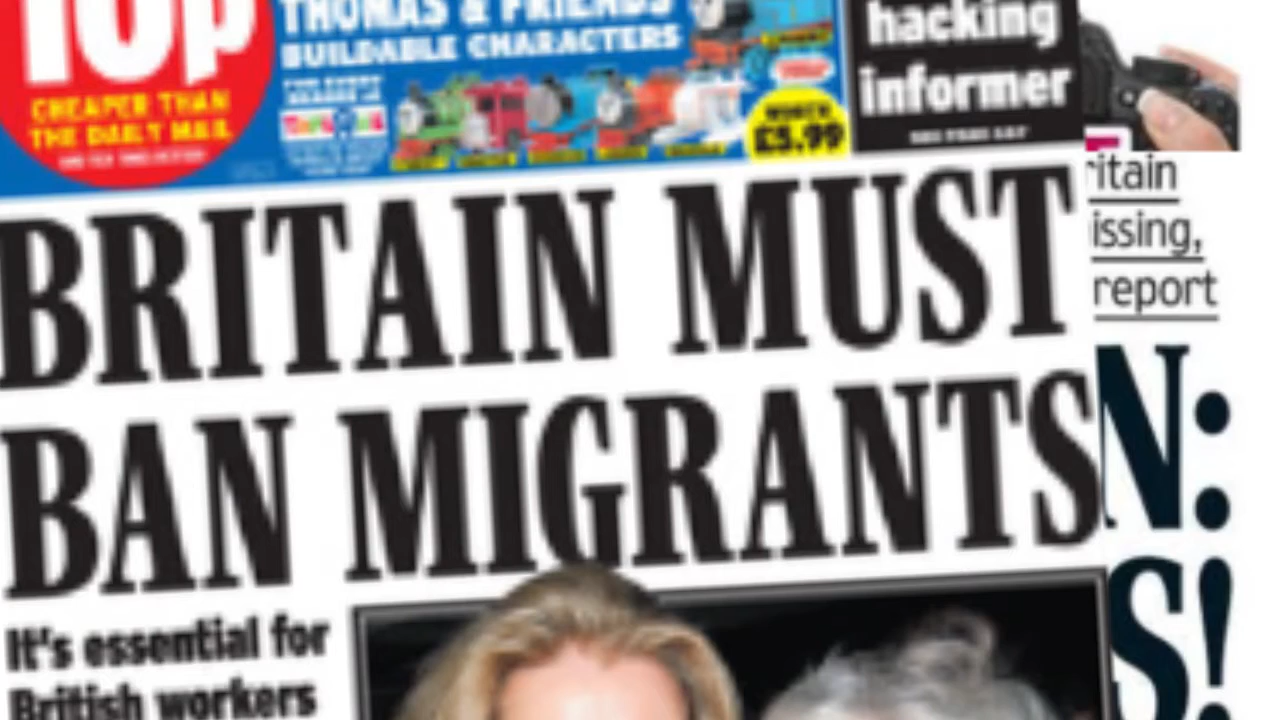 10p
CHEAPER THAN
THE DAILY MAIL
THOMAS & FRIENDS
BUILDABLE CHARACTERS
WORTH
£5.99
hacking
informer
BRITAIN MUST
BAN MIGRANTS
It's essential for
British workers
ritain
issing,
report
N:
S!